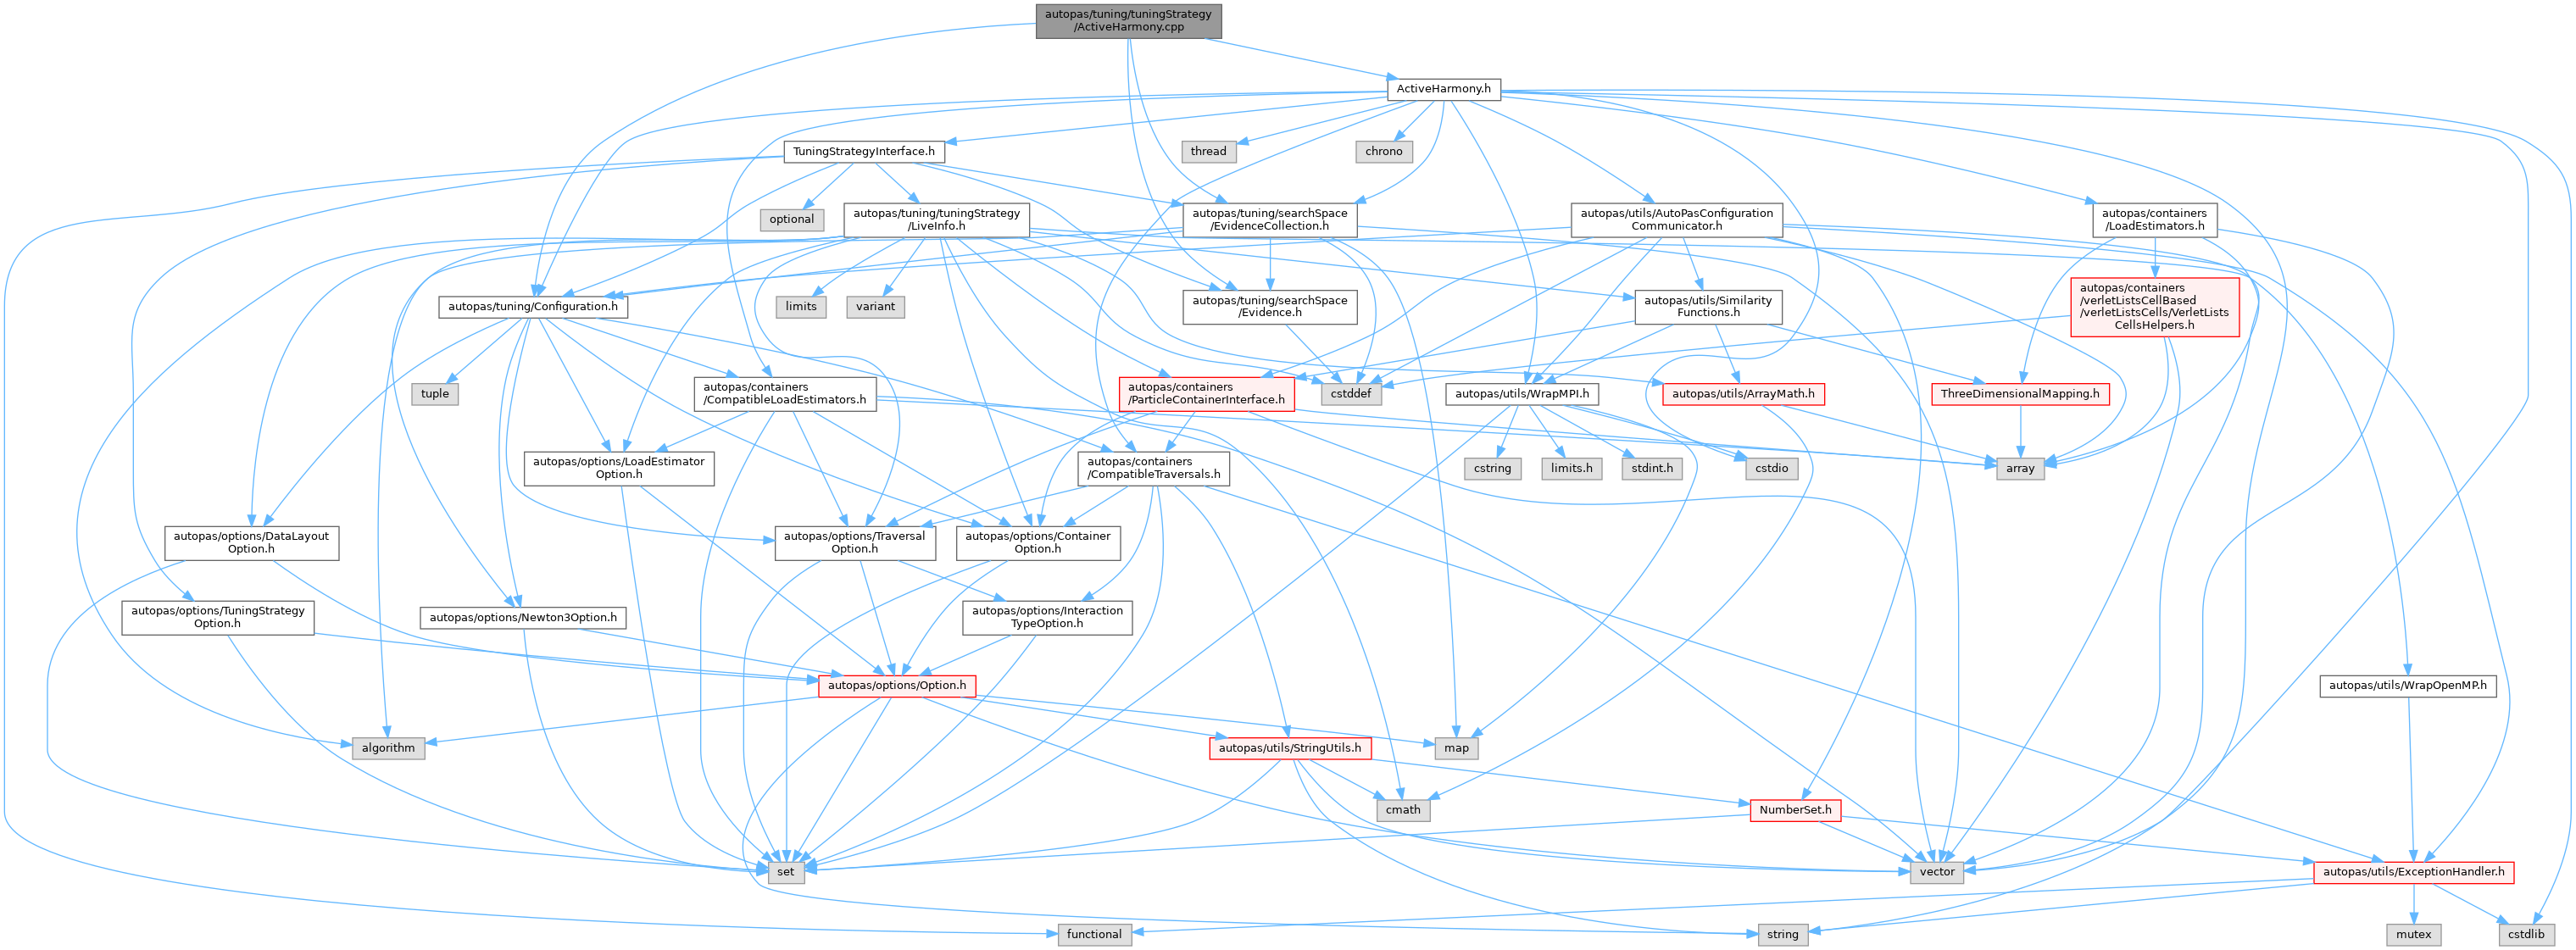 autopas/tuning/tuningStrategy
/ActiveHarmony.cpp
ActiveHarmony.h
thread
chrono
TuningStrategyInterface.h
optional
autopas/tuning/tuningStrategy
/LiveInfo.h
autopas/tuning/searchSpace
/EvidenceCollection.h
autopas/utils/AutoPasConfiguration
Communicator.h
autopas/containers
/LoadEstimators.h
autopas/tuning/Configuration.h
limits
variant
autopas/tuning/searchSpace
/Evidence.h
autopas/utils/Similarity
Functions.h
autopas/containers
/verletListsCellBased
/verletListsCells/VerletLists
CellsHelpers.h
tuple
autopas/containers
/CompatibleLoadEstimators.h
autopas/containers
/ParticleContainerInterface.h
cstddef
autopas/utils/WrapMPI.h
autopas/utils/ArrayMath.h
ThreeDimensionalMapping.h
autopas/options/LoadEstimator
Option.h
autopas/containers
/CompatibleTraversals.h
cstring
limits.h
stdint.h
cstdio
array
autopas/options/DataLayout
Option.h
autopas/options/Traversal
Option.h
autopas/options/Container
Option.h
autopas/options/TuningStrategy
Option.h
autopas/options/Newton3Option.h
autopas/options/Interaction
TypeOption.h
autopas/options/Option.h
autopas/utils/WrapOpenMP.h
algorithm
autopas/utils/StringUtils.h
map
cmath
NumberSet.h
set
vector
autopas/utils/ExceptionHandler.h
functional
string
mutex
cstdlib